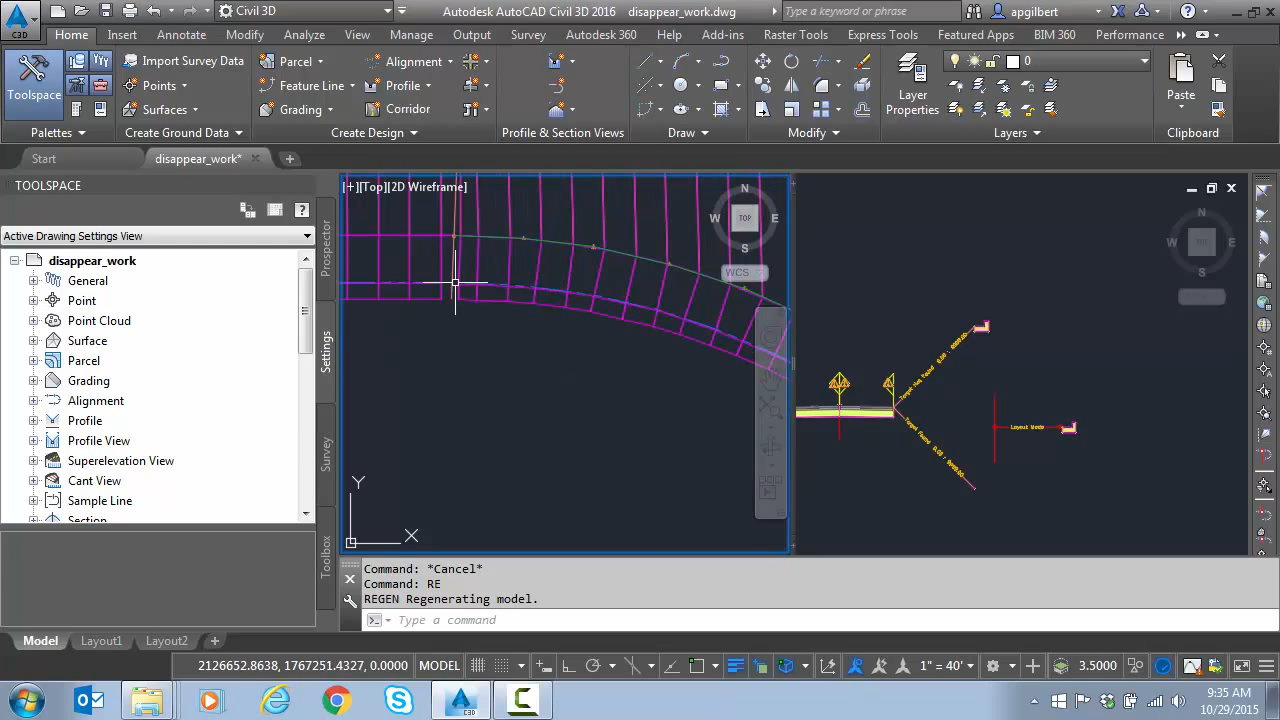 Civil 3D
Autodesk AutoCAD Civil 3D 2016 disappear_work.dwg
Type a keyword or phrase
apgilbert
C3D
Home Insert Annotate Modify Analyze View Manage Output Survey Autodesk 360 Help Add-ins Raster Tools Express Tools Featured Apps BIM 360 Performance
Toolspace
Import Survey Data
Points
Surfaces
Parcel
Feature Line
Grading
Alignment
Profile
Corridor
Layer Properties
0
Paste
Palettes
Create Ground Data
Create Design
Profile & Section Views
Draw
Modify
Layers
Clipboard
Start
disappear_work*
TOOLSPACE
Active Drawing Settings View
disappear_work
General
Point
Point Cloud
Surface
Parcel
Grading
Alignment
Profile
Profile View
Superelevation View
Cant View
Sample Line
Section
Prospector
Settings
Survey
Toolbox
[+][Top][2D Wireframe]
N
W TOP E
S
WCS
Y
X
N
W E
S
Layout Mode
Command: *Cancel*
Command: RE
REGEN Regenerating model.
Type a command
Model Layout1 Layout2
2126652.8638, 1767251.4327, 0.0000 MODEL
1" = 40'
3.5000
C3D
9:35 AM
10/29/2015